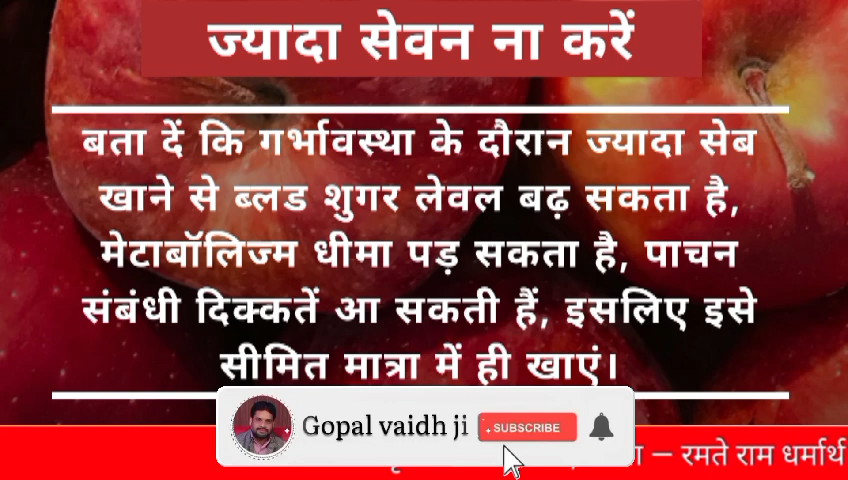 ज्यादा सेवन ना करें
बता दें कि गर्भावस्था के दौरान ज्यादा सेब
खाने से ब्लड शुगर लेवल बढ़ सकता है,
मेटाबॉलिज्म धीमा पड़ सकता है, पाचन
संबंधी दिक्कतें आ सकती हैं, इसलिए इसे
सीमित मात्रा में ही खाएं।
Gopal vaidh ji SUBSCRIBE
– रमते राम धर्मार्थ